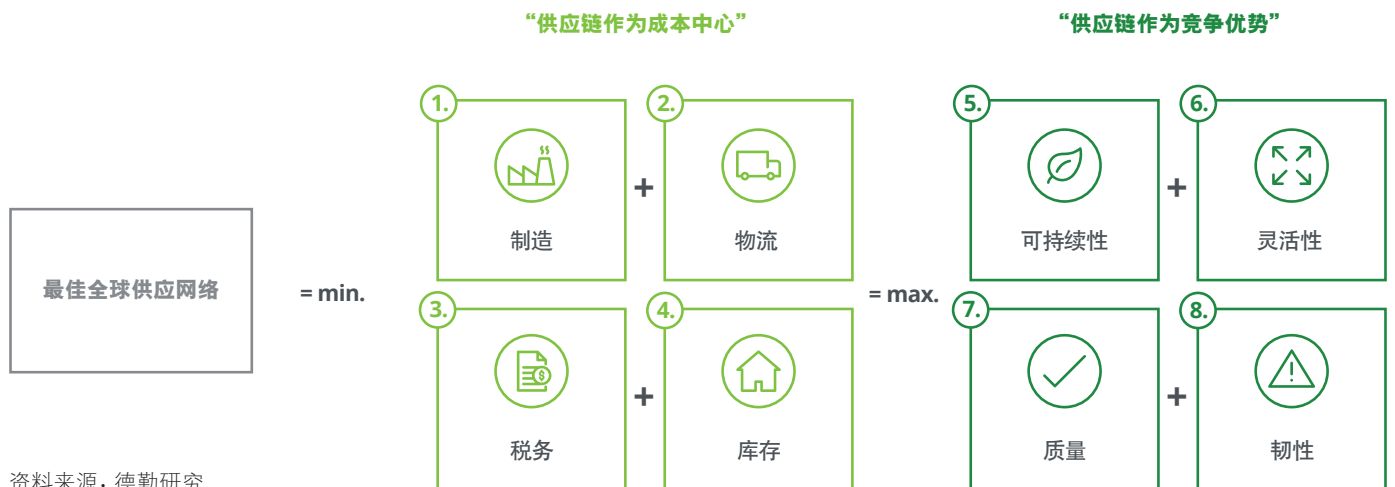 “供应链作为成本中心”
“供应链作为竞争优势”
1.
2.
5.
6.
制造
+
物流
可持续性
+
灵活性
最佳全球供应网络
= min.
= max.
3.
4.
7.
8.
税务
+
库存
质量
+
韧性
资料来源：德勤研究